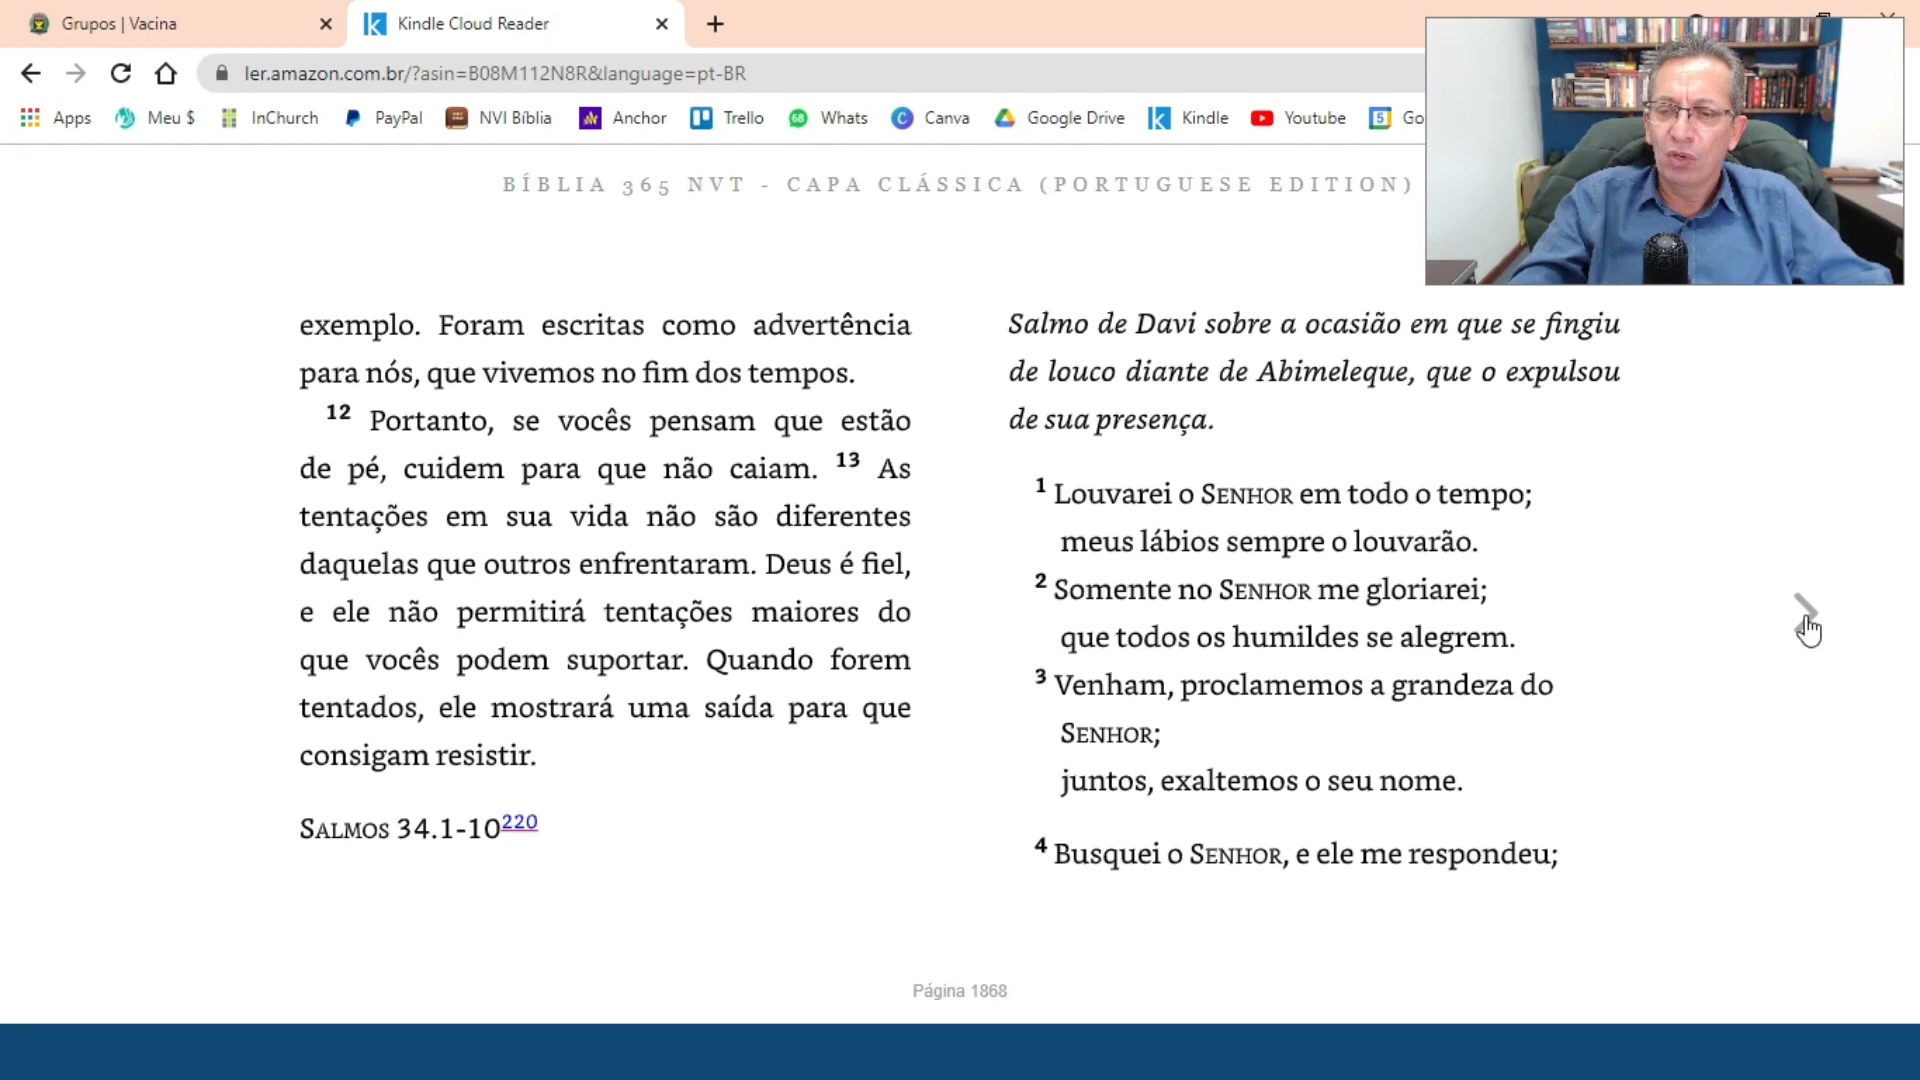 Grupos | Vacina
Kindle Cloud Reader
ler.amazon.com.br/?asin=B08M112N8R&language=pt-BR
Apps
Meu $
InChurch
PayPal
NVI Bíblia
Anchor
Trello
68
Whats
Canva
Google Drive
Kindle
Youtube
5
Go
BÍBLIA 365 NVT - CAPA CLÁSSICA (PORTUGUESE EDITION)
exemplo. Foram escritas como advertência
para nós, que vivemos no fim dos tempos.
12 Portanto, se vocês pensam que estão
de pé, cuidem para que não caiam. 13 As
tentações em sua vida não são diferentes
daquelas que outros enfrentaram. Deus é fiel,
e ele não permitirá tentações maiores do
que vocês podem suportar. Quando forem
tentados, ele mostrará uma saída para que
consigam resistir.
SALMOS 34.1-10220
Salmo de Davi sobre a ocasião em que se fingiu
de louco diante de Abimeleque, que o expulsou
de sua presença.
1 Louvarei o SENHOR em todo o tempo;
meus lábios sempre o louvarão.
2 Somente no SENHOR me gloriarei;
que todos os humildes se alegrem.
3 Venham, proclamemos a grandeza do
SENHOR;
juntos, exaltemos o seu nome.
4 Busquei o SENHOR, e ele me respondeu;
Página 1868